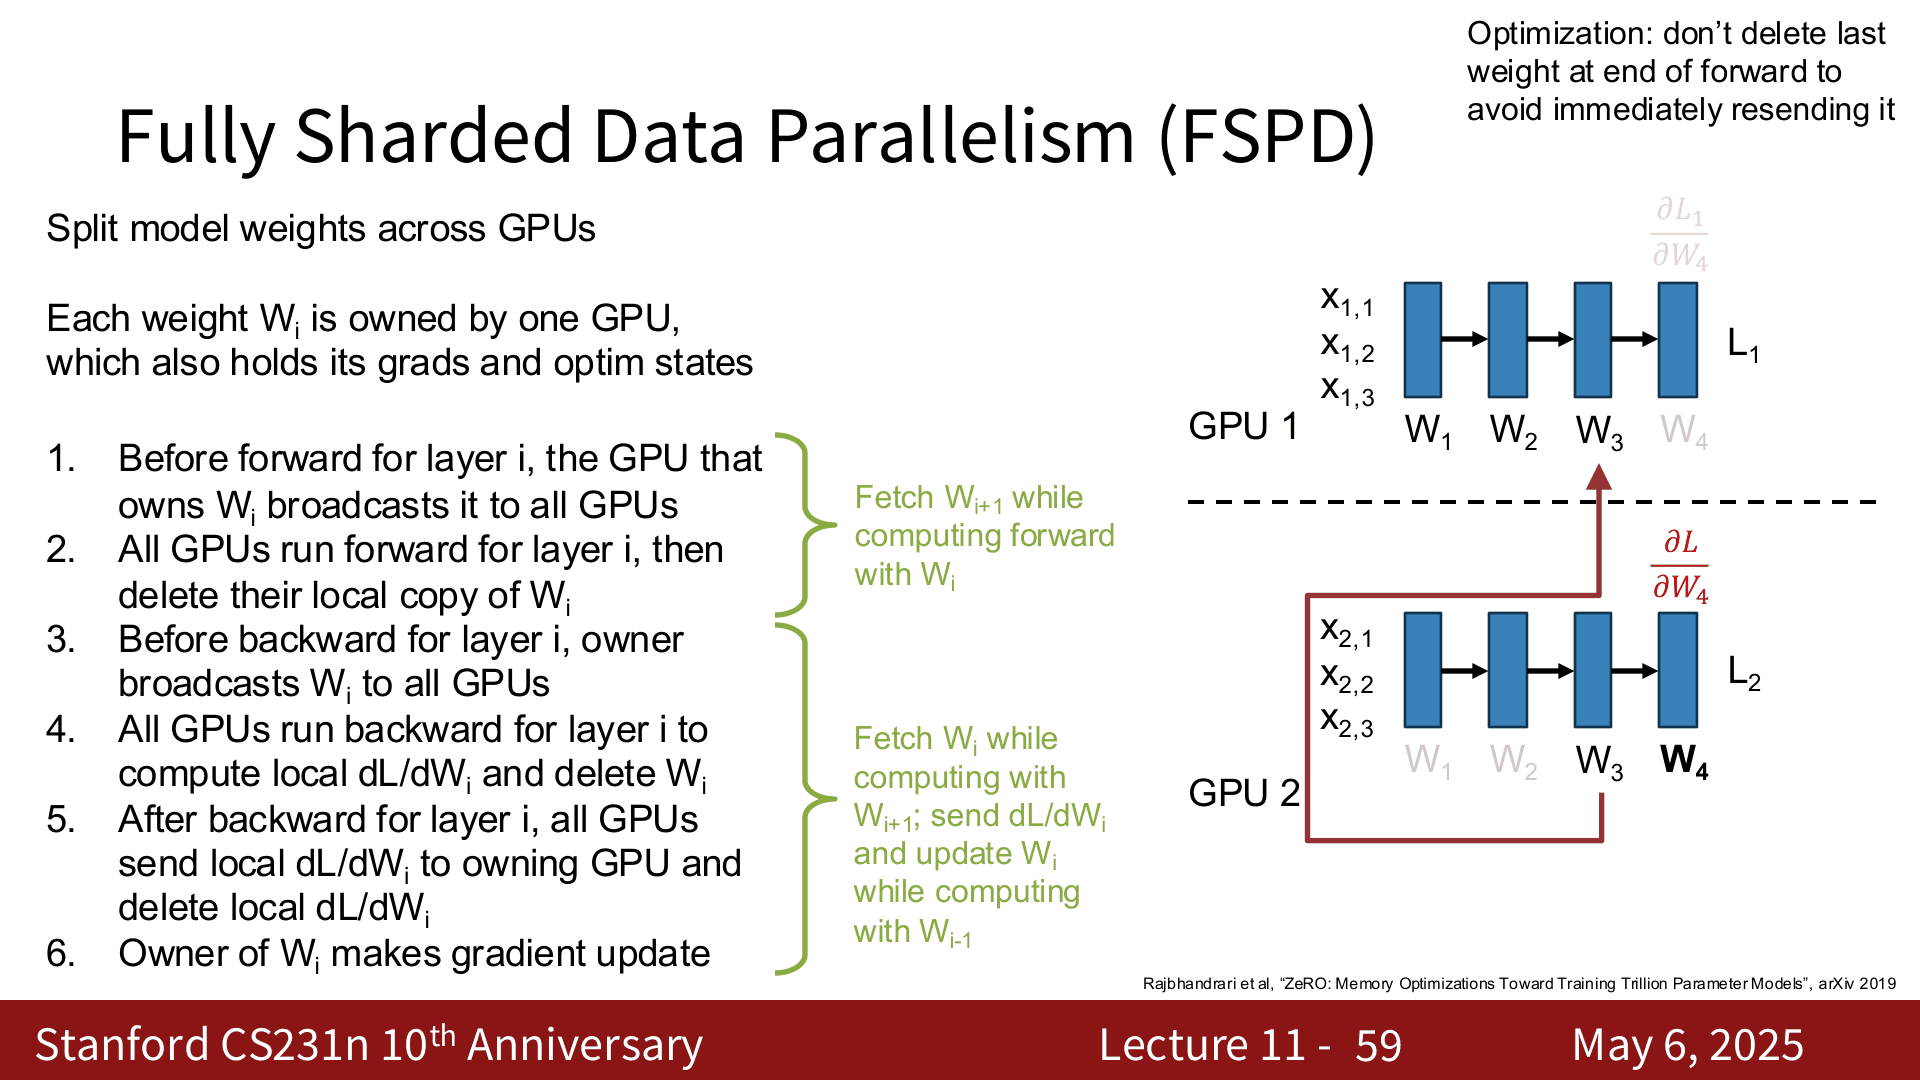 Optimization: don’t delete last
weight at end of forward to
avoid immediately resending it
Fully Sharded Data Parallelism (FSPD)
Split model weights across GPUs
Each weight Wi is owned by one GPU,
which also holds its grads and optim states
1. Before forward for layer i, the GPU that
owns Wi broadcasts it to all GPUs
2. All GPUs run forward for layer i, then
delete their local copy of Wi
3. Before backward for layer i, owner
broadcasts Wi to all GPUs
4. All GPUs run backward for layer i to
compute local dL/dWi and delete Wi
5. After backward for layer i, all GPUs
send local dL/dWi to owning GPU and
delete local dL/dWi
6. Owner of Wi makes gradient update
Fetch Wi+1 while
computing forward
with Wi
Fetch Wi while
computing with
Wi+1; send dL/dWi
and update Wi
while computing
with Wi-1
∂L1
∂W4
x1,1
x1,2
x1,3
L1
GPU 1
W1 W2 W3 W4
∂L
∂W4
x2,1
x2,2
x2,3
L2
W1 W2 W3 W4
GPU 2
Rajbhandrari et al, “ZeRO: Memory Optimizations Toward Training Trillion Parameter Models”, arXiv 2019
Stanford CS231n 10th Anniversary
Lecture 11 - 59
May 6, 2025